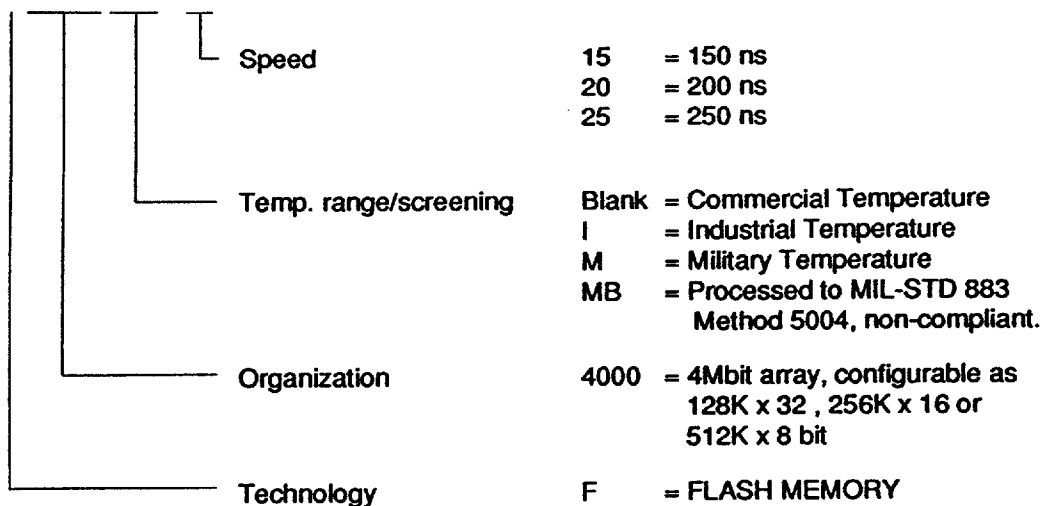 Speed 15 = 150 ns
20 = 200 ns
25 = 250 ns
Temp. range/screening Blank = Commercial Temperature
I = Industrial Temperature
M = Military Temperature
MB = Processed to MIL-STD 883
Method 5004, non-compliant.
Organization 4000 = 4Mbit array, configurable as
128K x 32 , 256K x 16 or
512K x 8 bit
Technology F = FLASH MEMORY